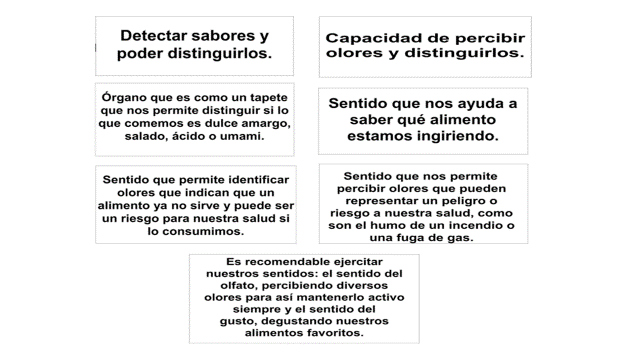 Detectar sabores y
poder distinguirlos.
Capacidad de percibir
olores y distinguirlos.
Órgano que es como un tapete
que nos permite distinguir si lo
que comemos es dulce amargo,
salado, ácido o umami.
Sentido que nos ayuda a
saber qué alimento
estamos ingiriendo.
Sentido que permite identificar
olores que indican que un
alimento ya no sirve y puede ser
un riesgo para nuestra salud si
lo consumimos.
Sentido que nos permite
percibir olores que pueden
representar un peligro o
riesgo a nuestra salud, como
son el humo de un incendio o
una fuga de gas.
Es recomendable ejercitar
nuestros sentidos: el sentido del
olfato, percibiendo diversos
olores para así mantenerlo activo
siempre y el sentido del
gusto, degustando nuestros
alimentos favoritos.